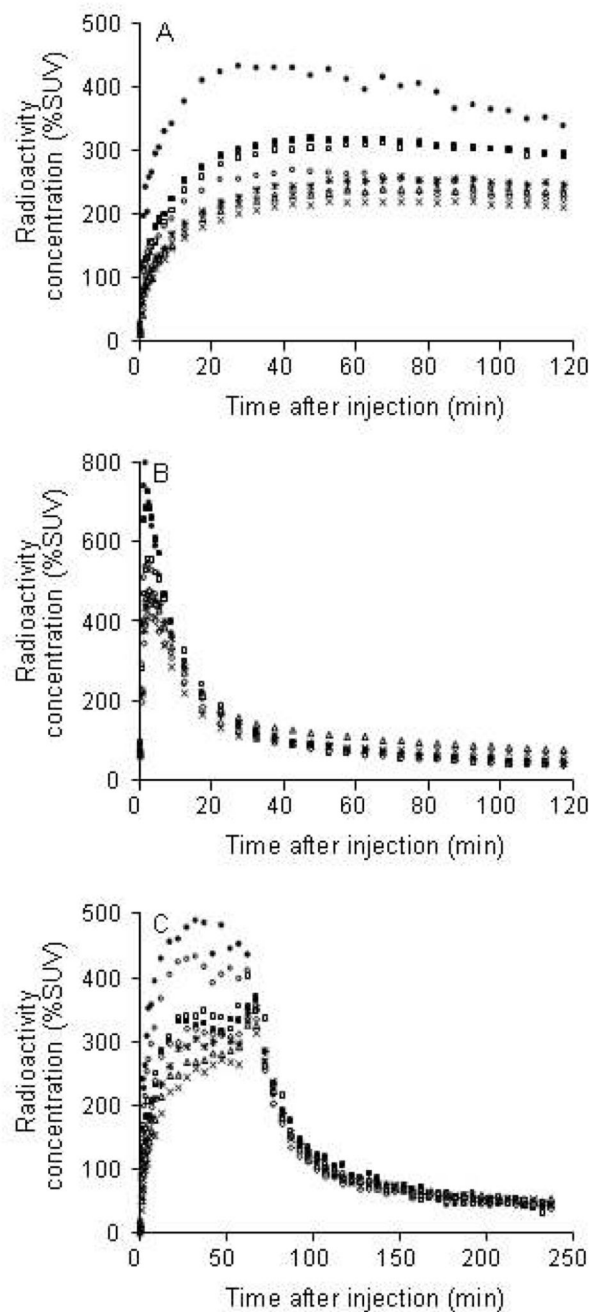 A
500
400
300
200
100
0
Radioactivity
concentration (%SUV)
0 20 40 60 80 100 120
Time after injection (min)
B
800
600
400
200
0
Radioactivity
concentration (%SUV)
0 20 40 60 80 100 120
Time after injection (min)
C
500
400
300
200
100
0
Radioactivity
concentration (%SUV)
0 50 100 150 200 250
Time after injection (min)